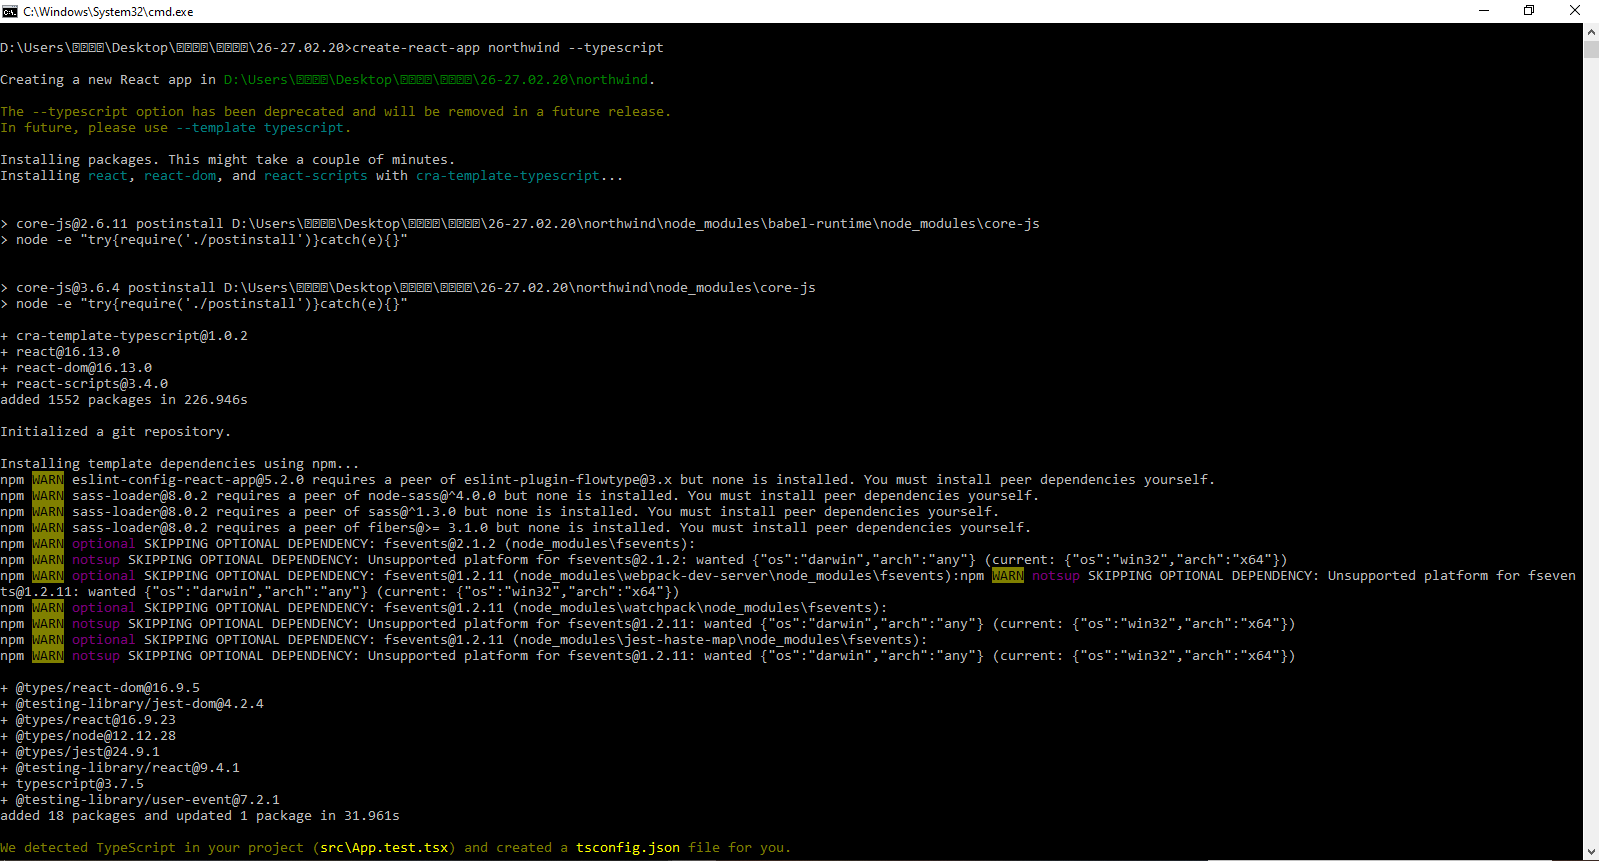 C:\Windows\System32\cmd.exe
D:\Users\����\Desktop\����\����\26-27.02.20>create-react-app northwind --typescript
Creating a new React app in D:\Users\����\Desktop\����\����\26-27.02.20\northwind.
The --typescript option has been deprecated and will be removed in a future release.
In future, please use --template typescript.
Installing packages. This might take a couple of minutes.
Installing react, react-dom, and react-scripts with cra-template-typescript...
> core-js@2.6.11 postinstall D:\Users\����\Desktop\����\����\26-27.02.20\northwind\node_modules\babel-runtime\node_modules\core-js
> node -e "try{require('./postinstall')}catch(e){}"
> core-js@3.6.4 postinstall D:\Users\����\Desktop\����\����\26-27.02.20\northwind\node_modules\core-js
> node -e "try{require('./postinstall')}catch(e){}"
+ cra-template-typescript@1.0.2
+ react@16.13.0
+ react-dom@16.13.0
+ react-scripts@3.4.0
added 1552 packages in 226.946s
Initialized a git repository.
Installing template dependencies using npm...
npm WARN eslint-config-react-app@5.2.0 requires a peer of eslint-plugin-flowtype@3.x but none is installed. You must install peer dependencies yourself.
npm WARN sass-loader@8.0.2 requires a peer of node-sass@^4.0.0 but none is installed. You must install peer dependencies yourself.
npm WARN sass-loader@8.0.2 requires a peer of sass@^1.3.0 but none is installed. You must install peer dependencies yourself.
npm WARN sass-loader@8.0.2 requires a peer of fibers@>= 3.1.0 but none is installed. You must install peer dependencies yourself.
npm WARN optional SKIPPING OPTIONAL DEPENDENCY: fsevents@2.1.2 (node_modules\fsevents):
npm WARN notsup SKIPPING OPTIONAL DEPENDENCY: Unsupported platform for fsevents@2.1.2: wanted {"os":"darwin","arch":"any"} (current: {"os":"win32","arch":"x64"})
npm WARN optional SKIPPING OPTIONAL DEPENDENCY: fsevents@1.2.11 (node_modules\webpack-dev-server\node_modules\fsevents):npm WARN notsup SKIPPING OPTIONAL DEPENDENCY: Unsupported platform for fseven
ts@1.2.11: wanted {"os":"darwin","arch":"any"} (current: {"os":"win32","arch":"x64"})
npm WARN optional SKIPPING OPTIONAL DEPENDENCY: fsevents@1.2.11 (node_modules\watchpack\node_modules\fsevents):
npm WARN notsup SKIPPING OPTIONAL DEPENDENCY: Unsupported platform for fsevents@1.2.11: wanted {"os":"darwin","arch":"any"} (current: {"os":"win32","arch":"x64"})
npm WARN optional SKIPPING OPTIONAL DEPENDENCY: fsevents@1.2.11 (node_modules\jest-haste-map\node_modules\fsevents):
npm WARN notsup SKIPPING OPTIONAL DEPENDENCY: Unsupported platform for fsevents@1.2.11: wanted {"os":"darwin","arch":"any"} (current: {"os":"win32","arch":"x64"})
+ @types/react-dom@16.9.5
+ @testing-library/jest-dom@4.2.4
+ @types/react@16.9.23
+ @types/node@12.12.28
+ @types/jest@24.9.1
+ @testing-library/react@9.4.1
+ typescript@3.7.5
+ @testing-library/user-event@7.2.1
added 18 packages and updated 1 package in 31.961s
We detected TypeScript in your project (src\App.test.tsx) and created a tsconfig.json file for you.